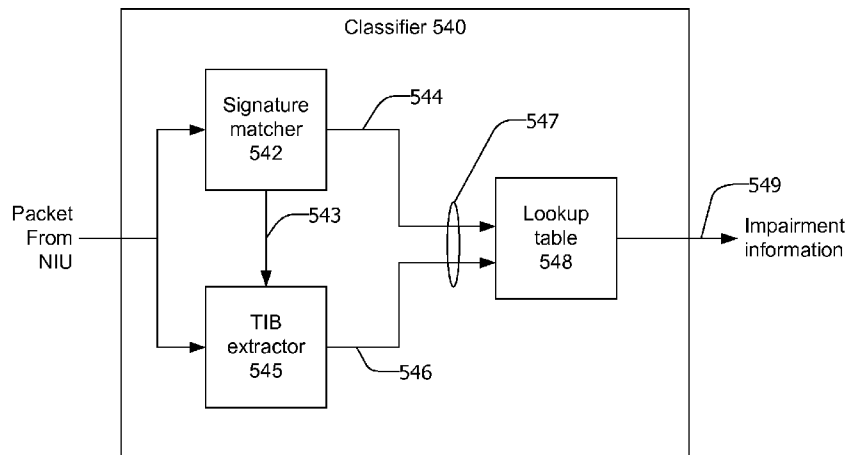 Classifier 540
Signature
matcher
542
544
547
Packet
From
NIU
543
Lookup
table
548
549
Impairment
information
TIB
extractor
545
546